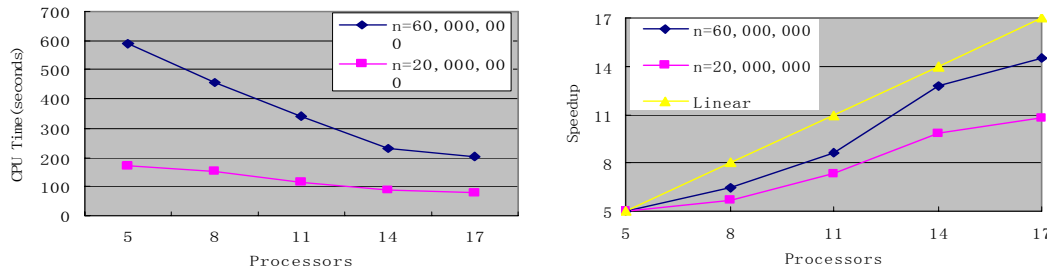 700
600
500
400
300
200
100
0
CPU Time(seconds)
5 8 11 14 17
Processors
n=60,000,00
0
n=20,000,00
0
17
14
11
8
5
Speedup
5 8 11 14 17
Processors
n=60,000,000
n=20,000,000
Linear